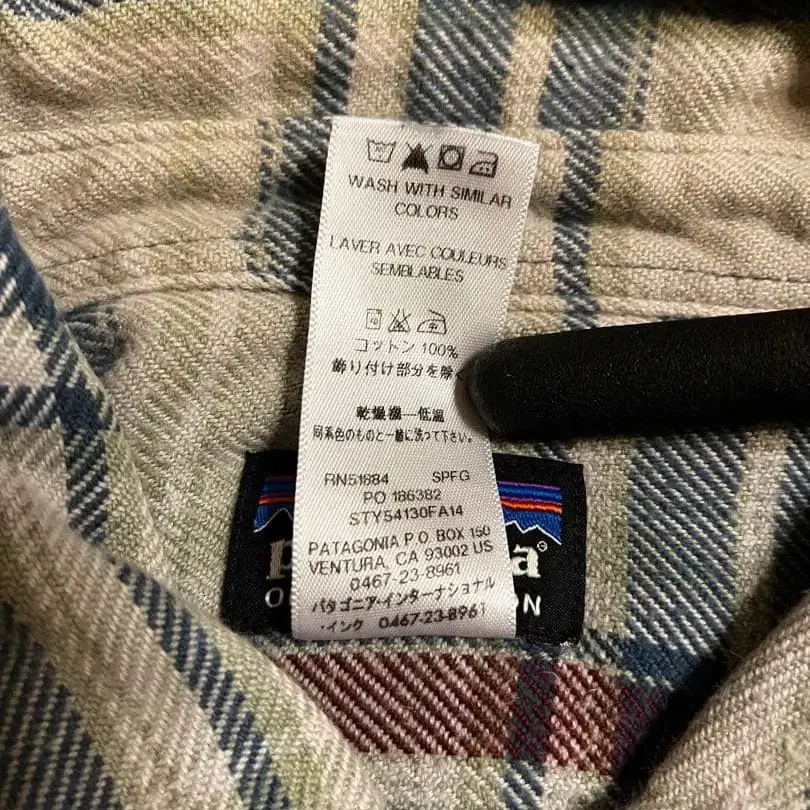 WASH WITH SIMILAR
COLORS
LAVER AVEC COULEURS
SEMBLABLES
コットン 100%
飾り付け部分を除
乾燥機—低温
同系色のものと一緒に洗って下さい。
RN51884 SPFG
PO 186382
STY54130FA14
PATAGONIA P.O. BOX 150
VENTURA, CA 93002 US
0467-23-8961
パタゴニア・インターナショナル
・インク 0467-23-8961